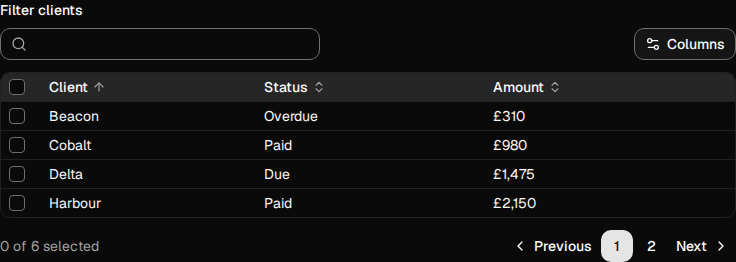 Filter clients
Columns
Client Status Amount
Beacon Overdue £310
Cobalt Paid £980
Delta Due £1,475
Harbour Paid £2,150
0 of 6 selected Previous 1 2 Next